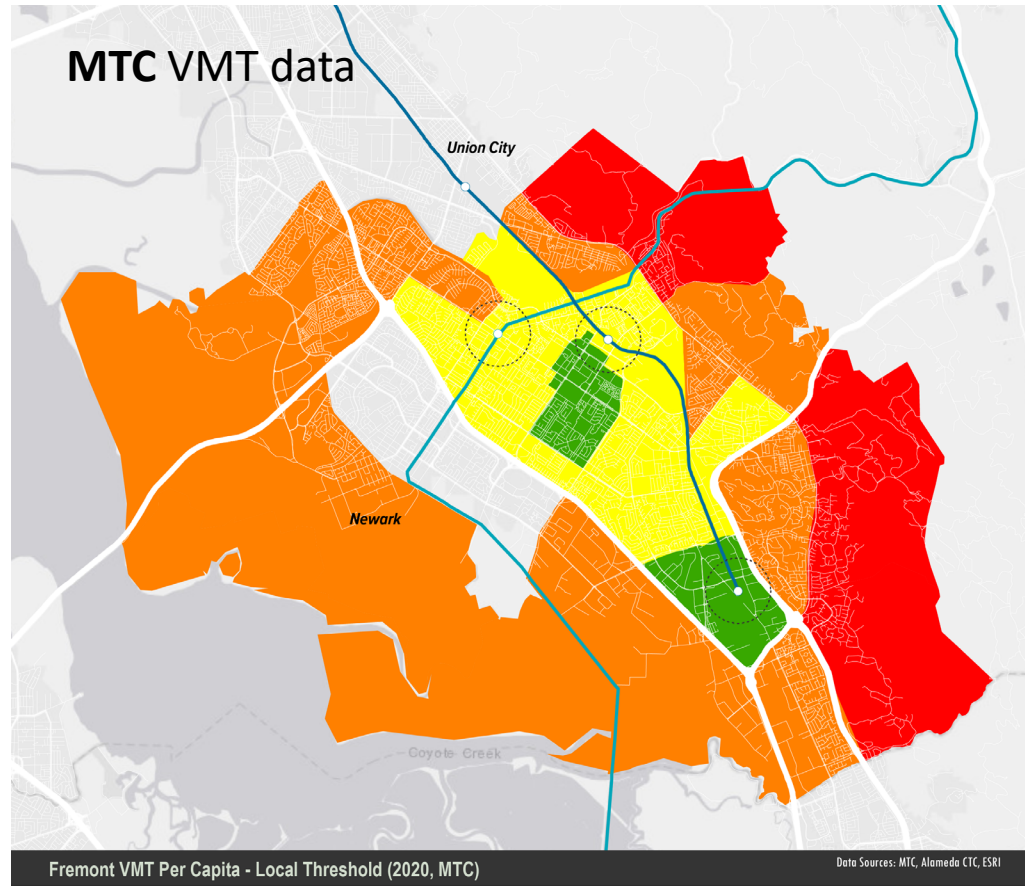 MTC VMT data
Union City
Newark
Coyote Creek
Fremont VMT Per Capita - Local Threshold (2020, MTC)
Data Sources: MTC, Alameda CTC, ESRI